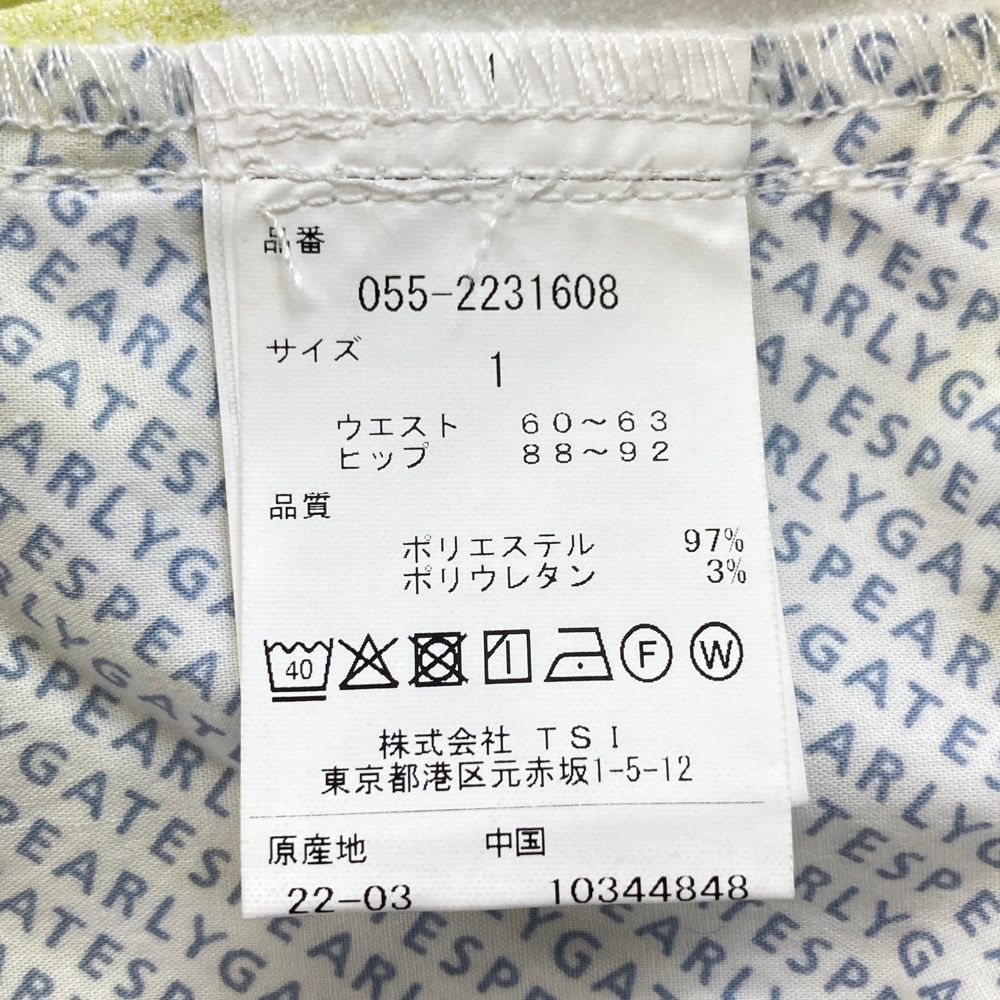 品番
055-2231608
サイズ
1
ウエスト 60~63
ヒップ 88~92
品質
ポリエステル 97%
ポリウレタン 3%
40 F W
株式会社 TSI
東京都港区元赤坂1-5-12
原産地 中国
22-03 10344848
PEARLYGATES